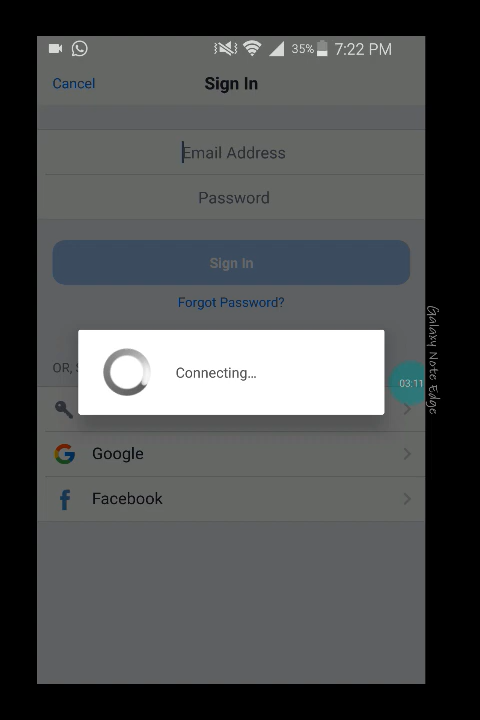 35% 7:22 PM
Cancel Sign In
Email Address
Password
Sign In
Forgot Password?
OR,
Connecting...
03:11
Galaxy Note Edge
Google
Facebook